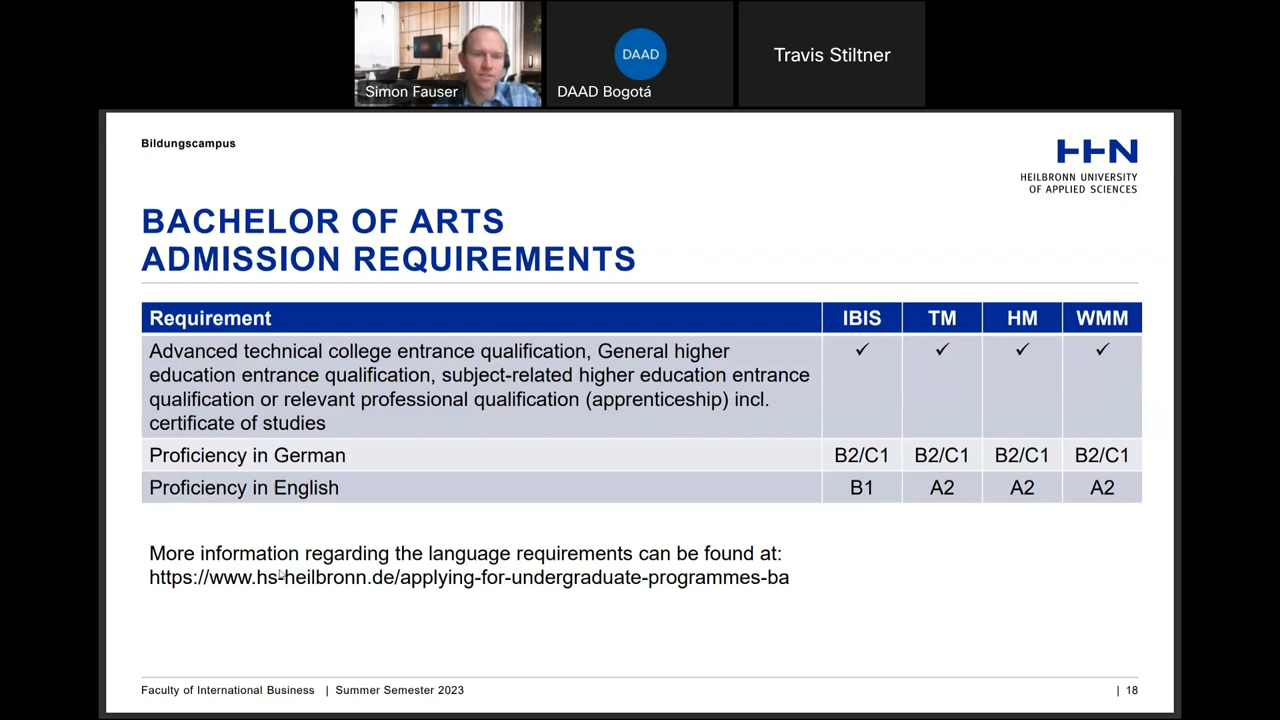 Simon Fauser
DAAD
DAAD Bogotá
Travis Stiltner
Bildungscampus
HHN
HEILBRONN UNIVERSITY
OF APPLIED SCIENCES
BACHELOR OF ARTS
ADMISSION REQUIREMENTS
Requirement IBIS TM HM WMM
Advanced technical college entrance qualification, General higher ✓ ✓ ✓ ✓
education entrance qualification, subject-related higher education entrance
qualification or relevant professional qualification (apprenticeship) incl.
certificate of studies
Proficiency in German B2/C1 B2/C1 B2/C1 B2/C1
Proficiency in English B1 A2 A2 A2
More information regarding the language requirements can be found at:
https://www.hs-heilbronn.de/applying-for-undergraduate-programmes-ba
Faculty of International Business | Summer Semester 2023 | 18